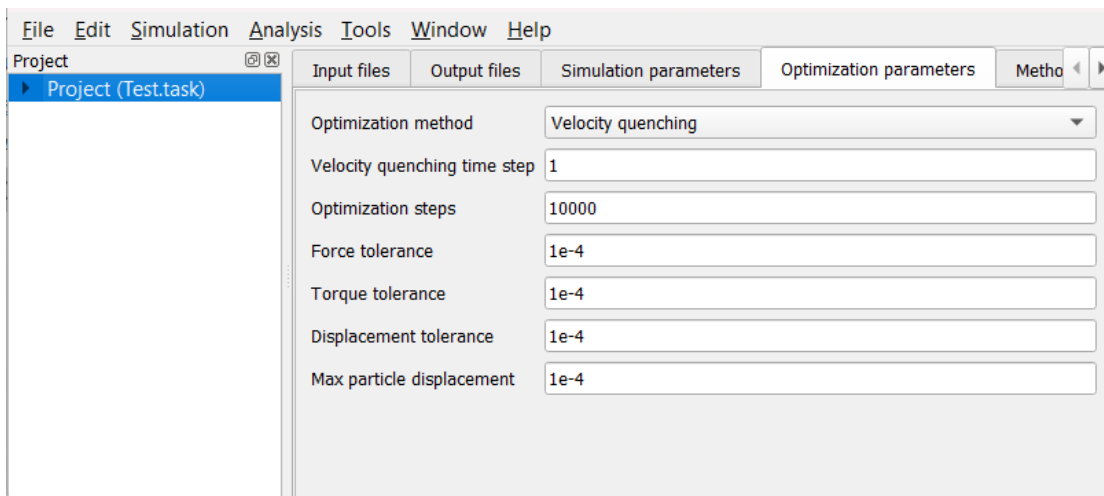 File Edit Simulation Analysis Tools Window Help
Project
Project (Test.task)
Input files Output files Simulation parameters Optimization parameters Metho
Optimization method Velocity quenching
Velocity quenching time step 1
Optimization steps 10000
Force tolerance 1e-4
Torque tolerance 1e-4
Displacement tolerance 1e-4
Max particle displacement 1e-4